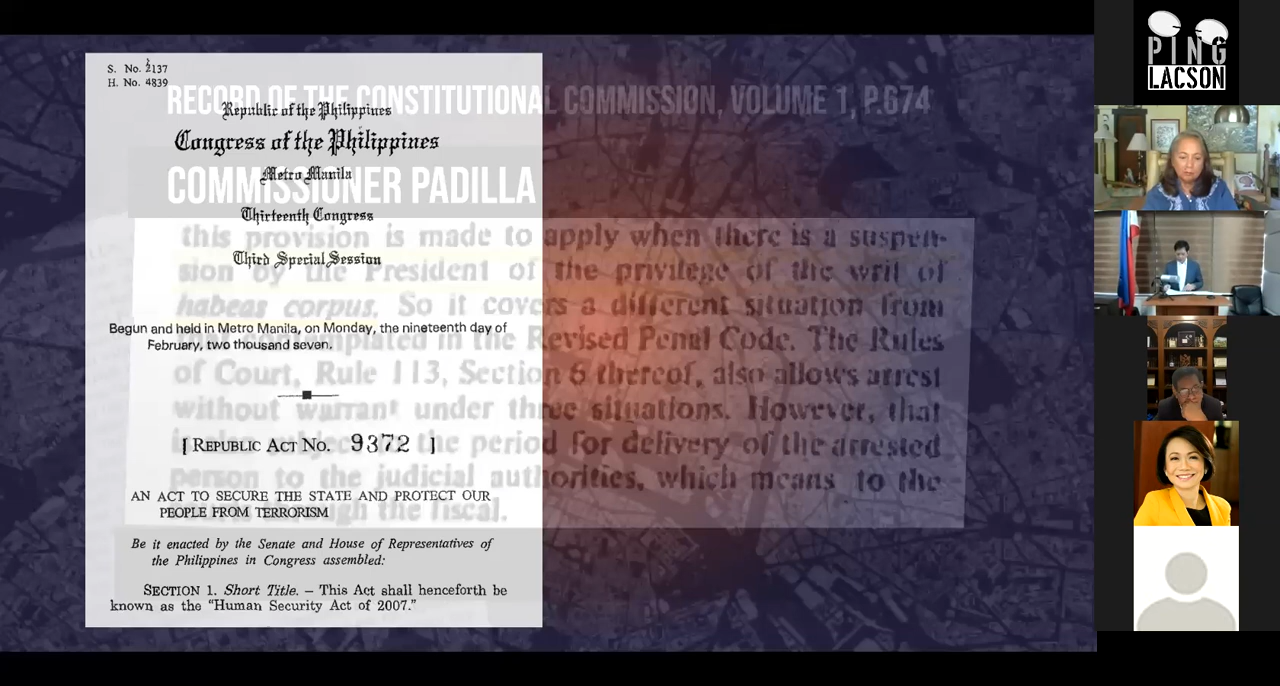 S. No. 2137
H. No. 4839
Republic of the Philippines
Congress of the Philippines
Metro Manila
Thirteenth Congress
Third Special Session
Begun and held in Metro Manila, on Monday, the nineteenth day of
February, two thousand seven.
[ REPUBLIC ACT NO. 9372 ]
AN ACT TO SECURE THE STATE AND PROTECT OUR
PEOPLE FROM TERRORISM
Be it enacted by the Senate and House of Representatives of
the Philippines in Congress assembled:
SECTION 1. Short Title. – This Act shall henceforth be
known as the "Human Security Act of 2007."
RECORD OF THE CONSTITUTIONAL COMMISSION, VOLUME 1, P.674
COMMISSIONER PADILLA
this provision is made to apply when there is a suspen-
sion by the President of the privilege of the writ of
habeas corpus. So it covers a different situation from
that contemplated in the Revised Penal Code. The Rules
of Court, Rule 113, Section 6 thereof, also allows arrest
without warrant under three situations. However, that
the period for delivery of the arrested
person to the judicial authorities, which means to the
through the fiscal.
PING
LACSON